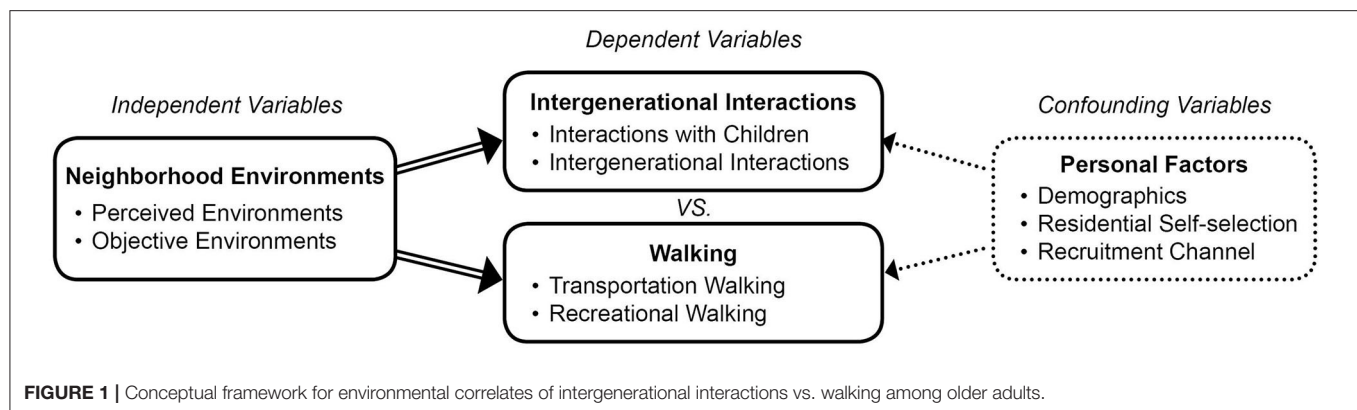 Dependent Variables
Independent Variables
Neighborhood Environments
• Perceived Environments
• Objective Environments
Intergenerational Interactions
• Interactions with Children
• Intergenerational Interactions
VS.
Walking
• Transportation Walking
• Recreational Walking
Confounding Variables
Personal Factors
• Demographics
• Residential Self-selection
• Recruitment Channel
FIGURE 1 | Conceptual framework for environmental correlates of intergenerational interactions vs. walking among older adults.